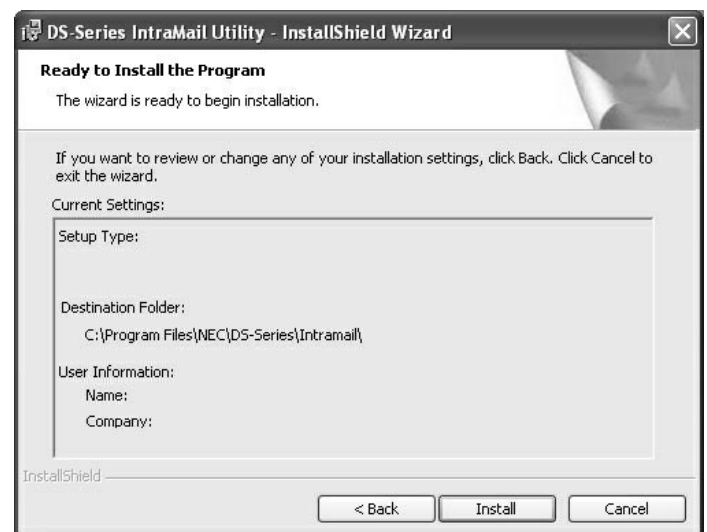 DS-Series IntraMail Utility - InstallShield Wizard
Ready to Install the Program
The wizard is ready to begin installation.
If you want to review or change any of your installation settings, click Back. Click Cancel to
exit the wizard.
Current Settings:
Setup Type:
Destination Folder:
C:\Program Files\NEC\DS-Series\Intramail\
User Information:
Name:
Company:
InstallShield
< Back
Install
Cancel